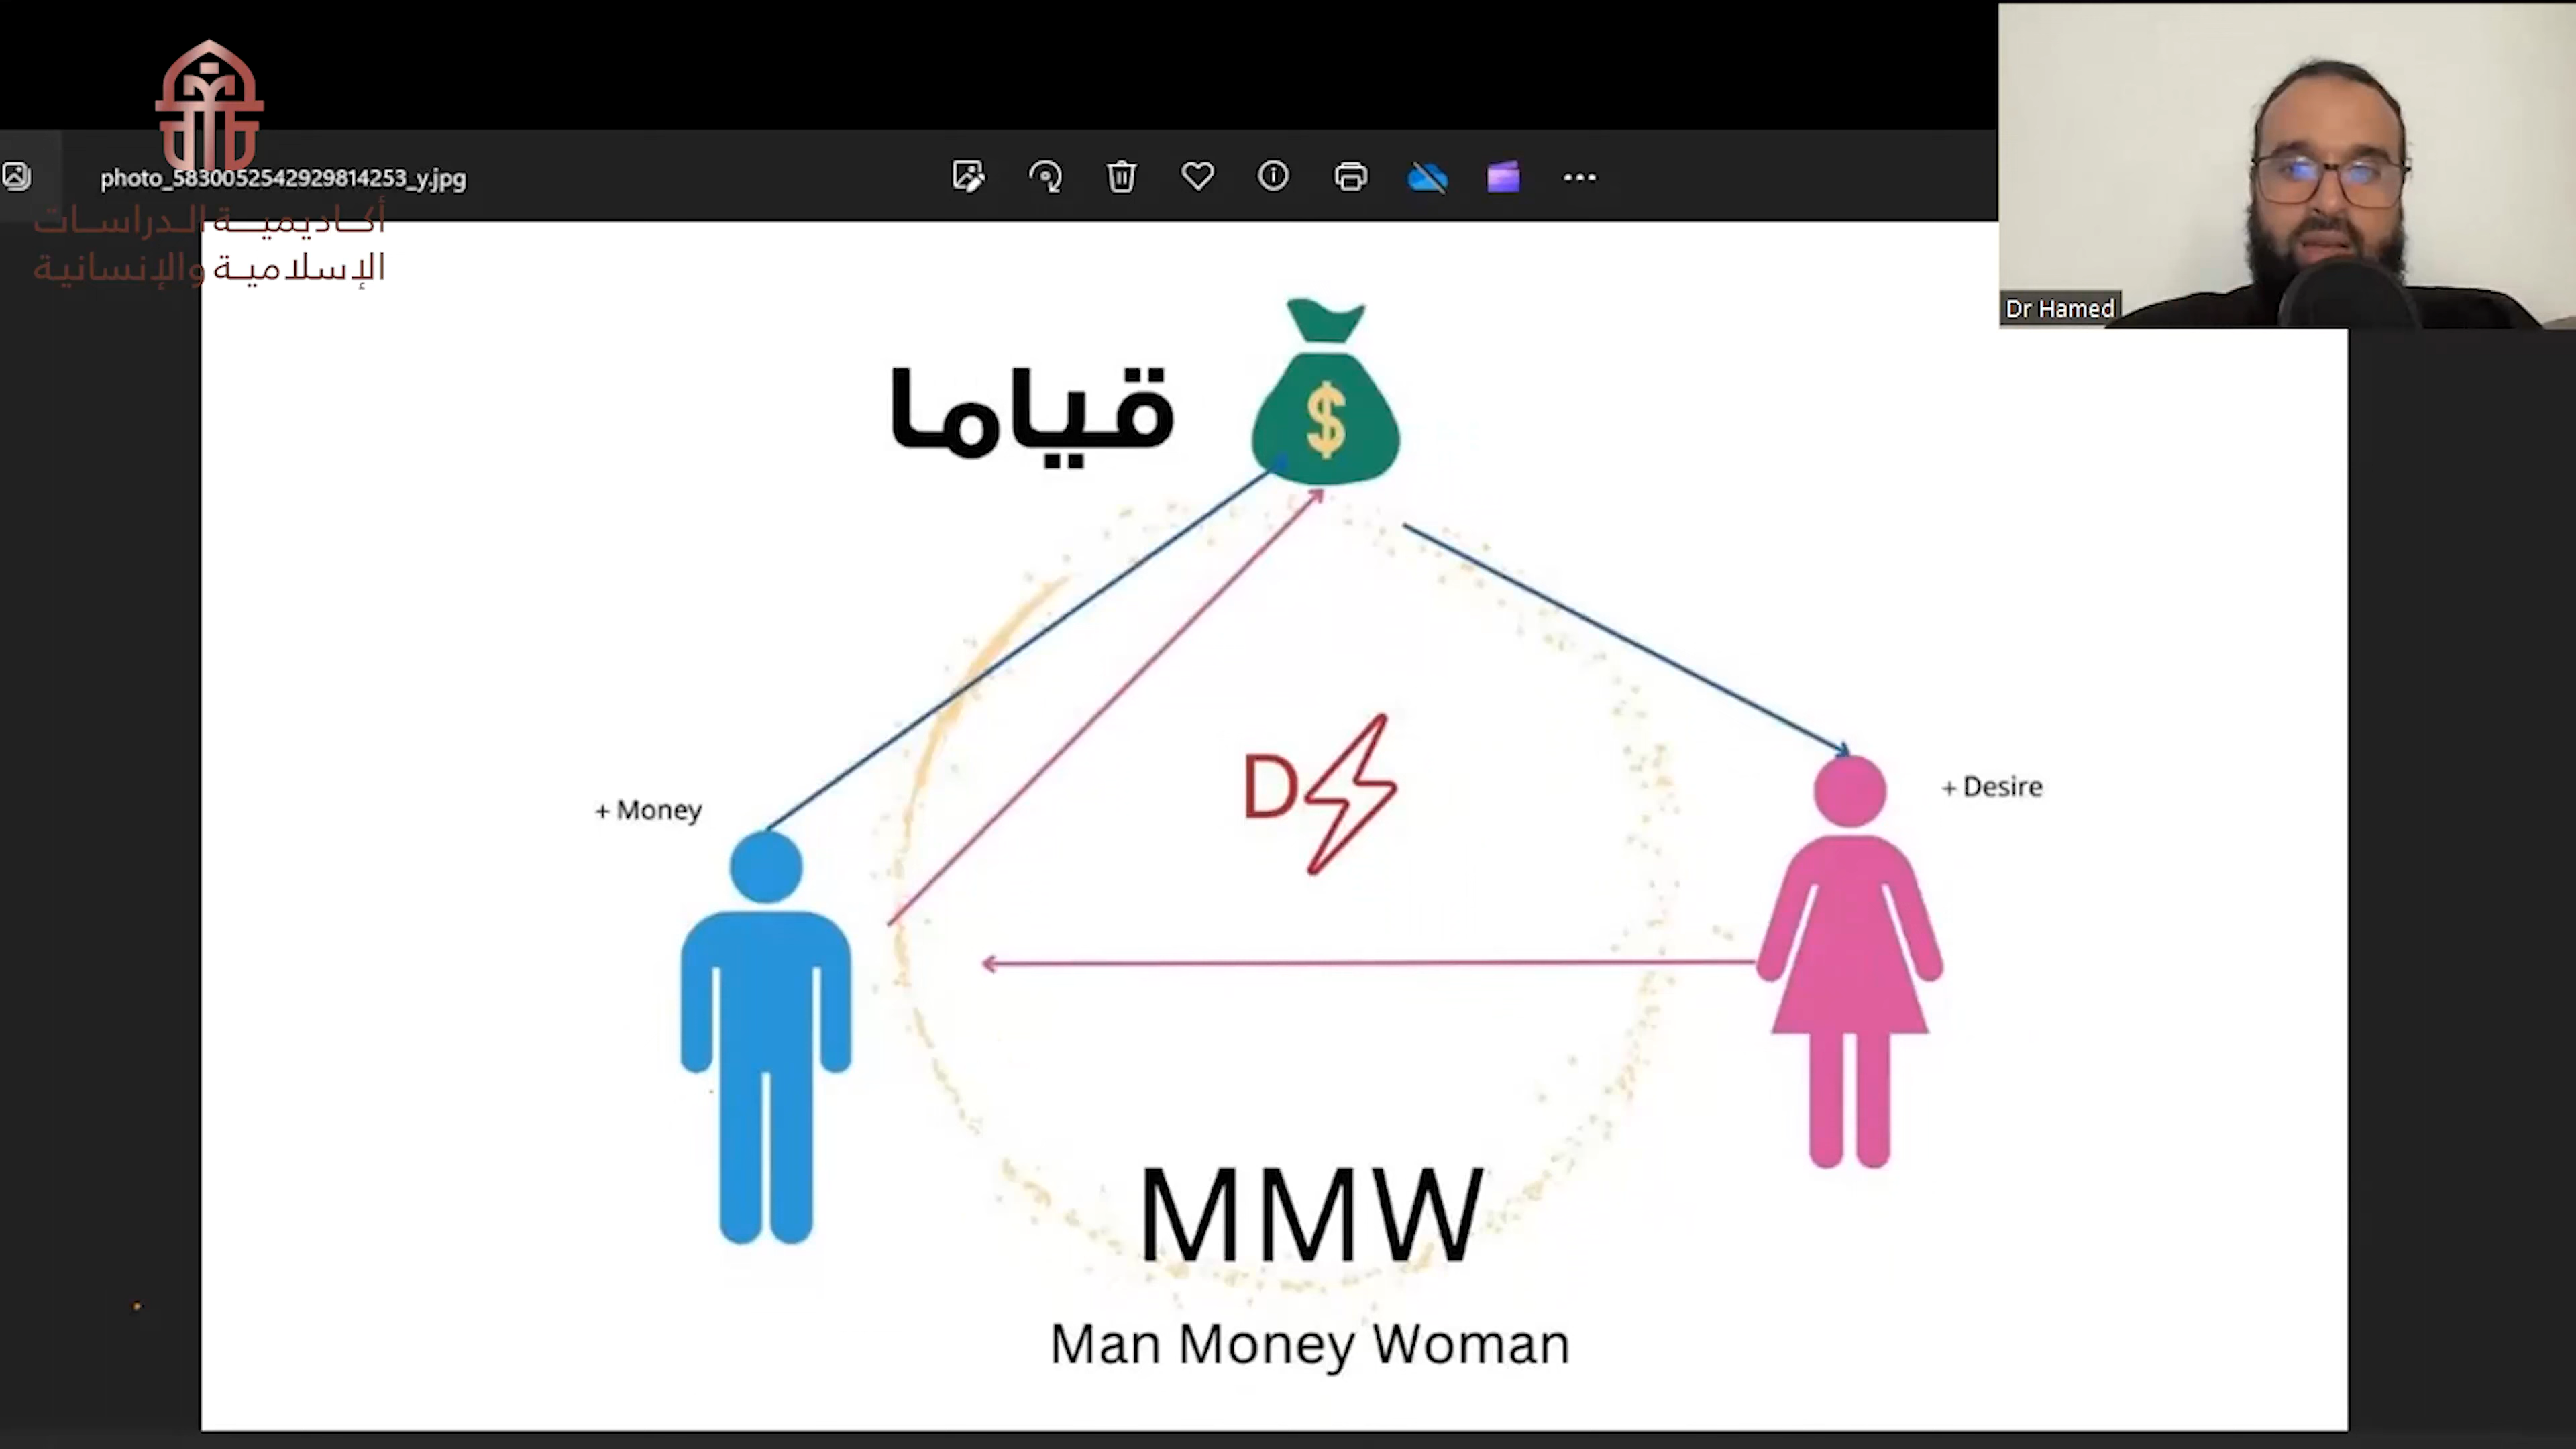 photo_5830052542929814253_y.jpg
أكاديمية الدراسات
الإسلامية والإنسانية
Dr Hamed
قياما
$
+ Money
D
+ Desire
MMW
Man Money Woman